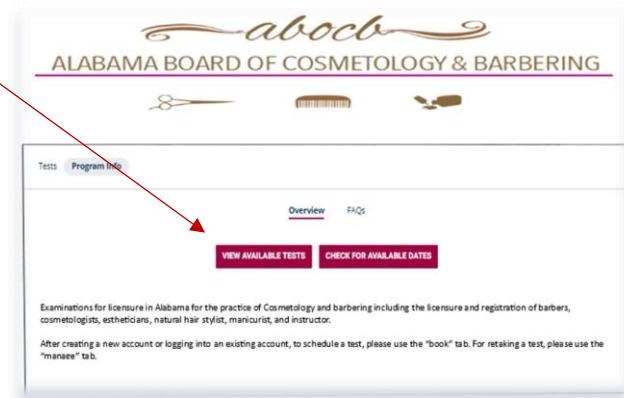 abocb
ALABAMA BOARD OF COSMETOLOGY & BARBERING
Tests Program Info
Overview FAQs
VIEW AVAILABLE TESTS CHECK FOR AVAILABLE DATES
Examinations for licensure in Alabama for the practice of Cosmetology and barbering including the licensure and registration of barbers,
cosmetologists, estheticians, natural hair stylist, manicurist, and instructor.
After creating a new account or logging into an existing account, to schedule a test, please use the "book" tab. For retaking a test, please use the
"manage" tab.